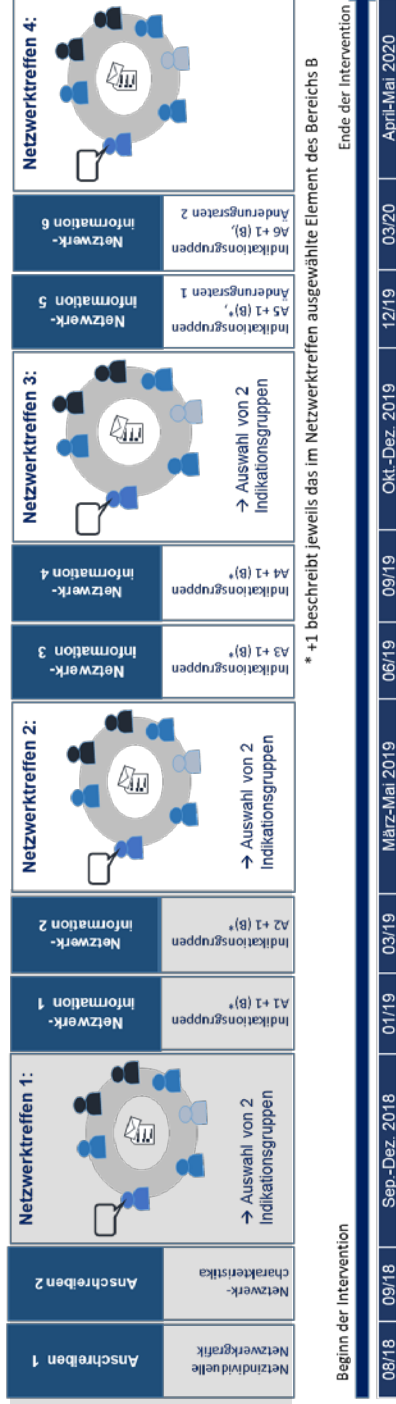 Anschreiben 1
Netzindividuelle
Netzwerkgrafik
Anschreiben 2
Netzwerk-
charakteristika
Netzwerktreffen 1:
→ Auswahl von 2
Indikationsgruppen
Netzwerk-
information 1
Indikationsgruppen
A1 +1 (B)*
Netzwerk-
information 2
Indikationsgruppen
A2 +1 (B)*
Netzwerktreffen 2:
→ Auswahl von 2
Indikationsgruppen
Netzwerk-
information 3
Indikationsgruppen
A3 +1 (B)*
Netzwerk-
information 4
Indikationsgruppen
A4 +1 (B)*
Netzwerktreffen 3:
→ Auswahl von 2
Indikationsgruppen
Netzwerk-
information 5
Indikationsgruppen
A5 +1 (B)*,
Änderungsraten 1
Netzwerk-
information 6
Indikationsgruppen
A6 +1 (B),
Änderungsraten 2
Netzwerktreffen 4:
* +1 beschreibt jeweils das im Netzwerktreffen ausgewählte Element des Bereichs B
Beginn der Intervention
Ende der Intervention
08/18
09/18
Sep.-Dez. 2018
01/19
03/19
März-Mai 2019
06/19
09/19
Okt.-Dez. 2019
12/19
03/20
April-Mai 2020